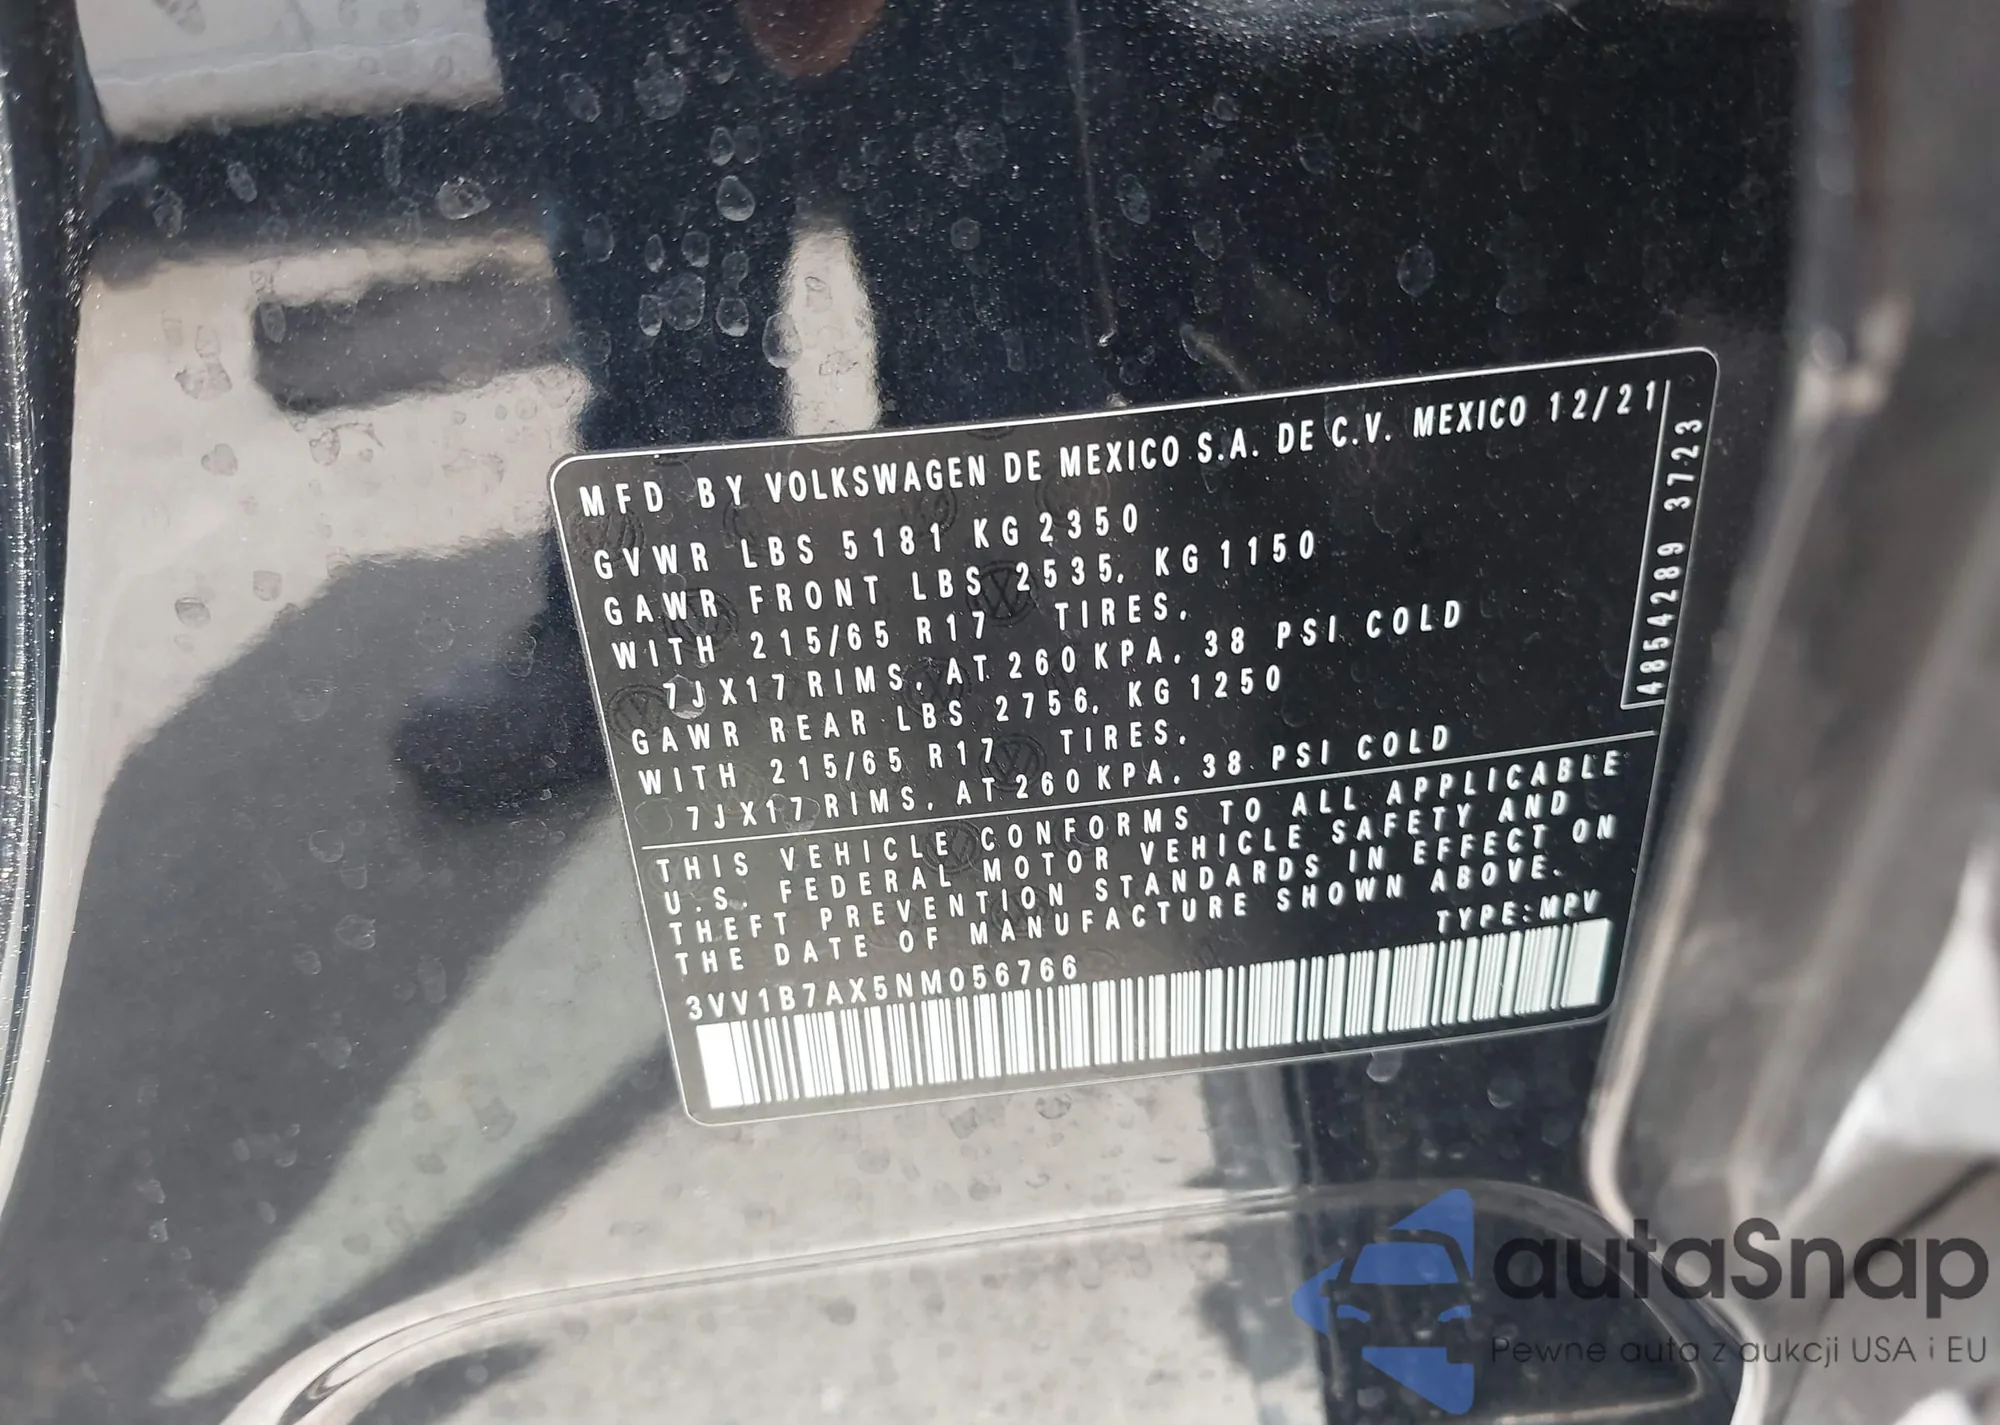 MFD BY VOLKSWAGEN DE MEXICO S.A. DE C.V. MEXICO 12/21
GVWR LBS 5181 KG 2350
GAWR FRONT LBS 2535, KG 1150
WITH 215/65 R17 TIRES,
7JX17 RIMS, AT 260 KPA, 38 PSI COLD
GAWR REAR LBS 2756, KG 1250
WITH 215/65 R17 TIRES,
7JX17 RIMS, AT 260 KPA, 38 PSI COLD
4854289 3723
THIS VEHICLE CONFORMS TO ALL APPLICABLE
U.S. FEDERAL MOTOR VEHICLE SAFETY AND
THEFT PREVENTION STANDARDS IN EFFECT ON
THE DATE OF MANUFACTURE SHOWN ABOVE.
TYPE:MPV
3VV1B7AX5NM056766
autaSnap
Pewne auta z aukcji USA i EU